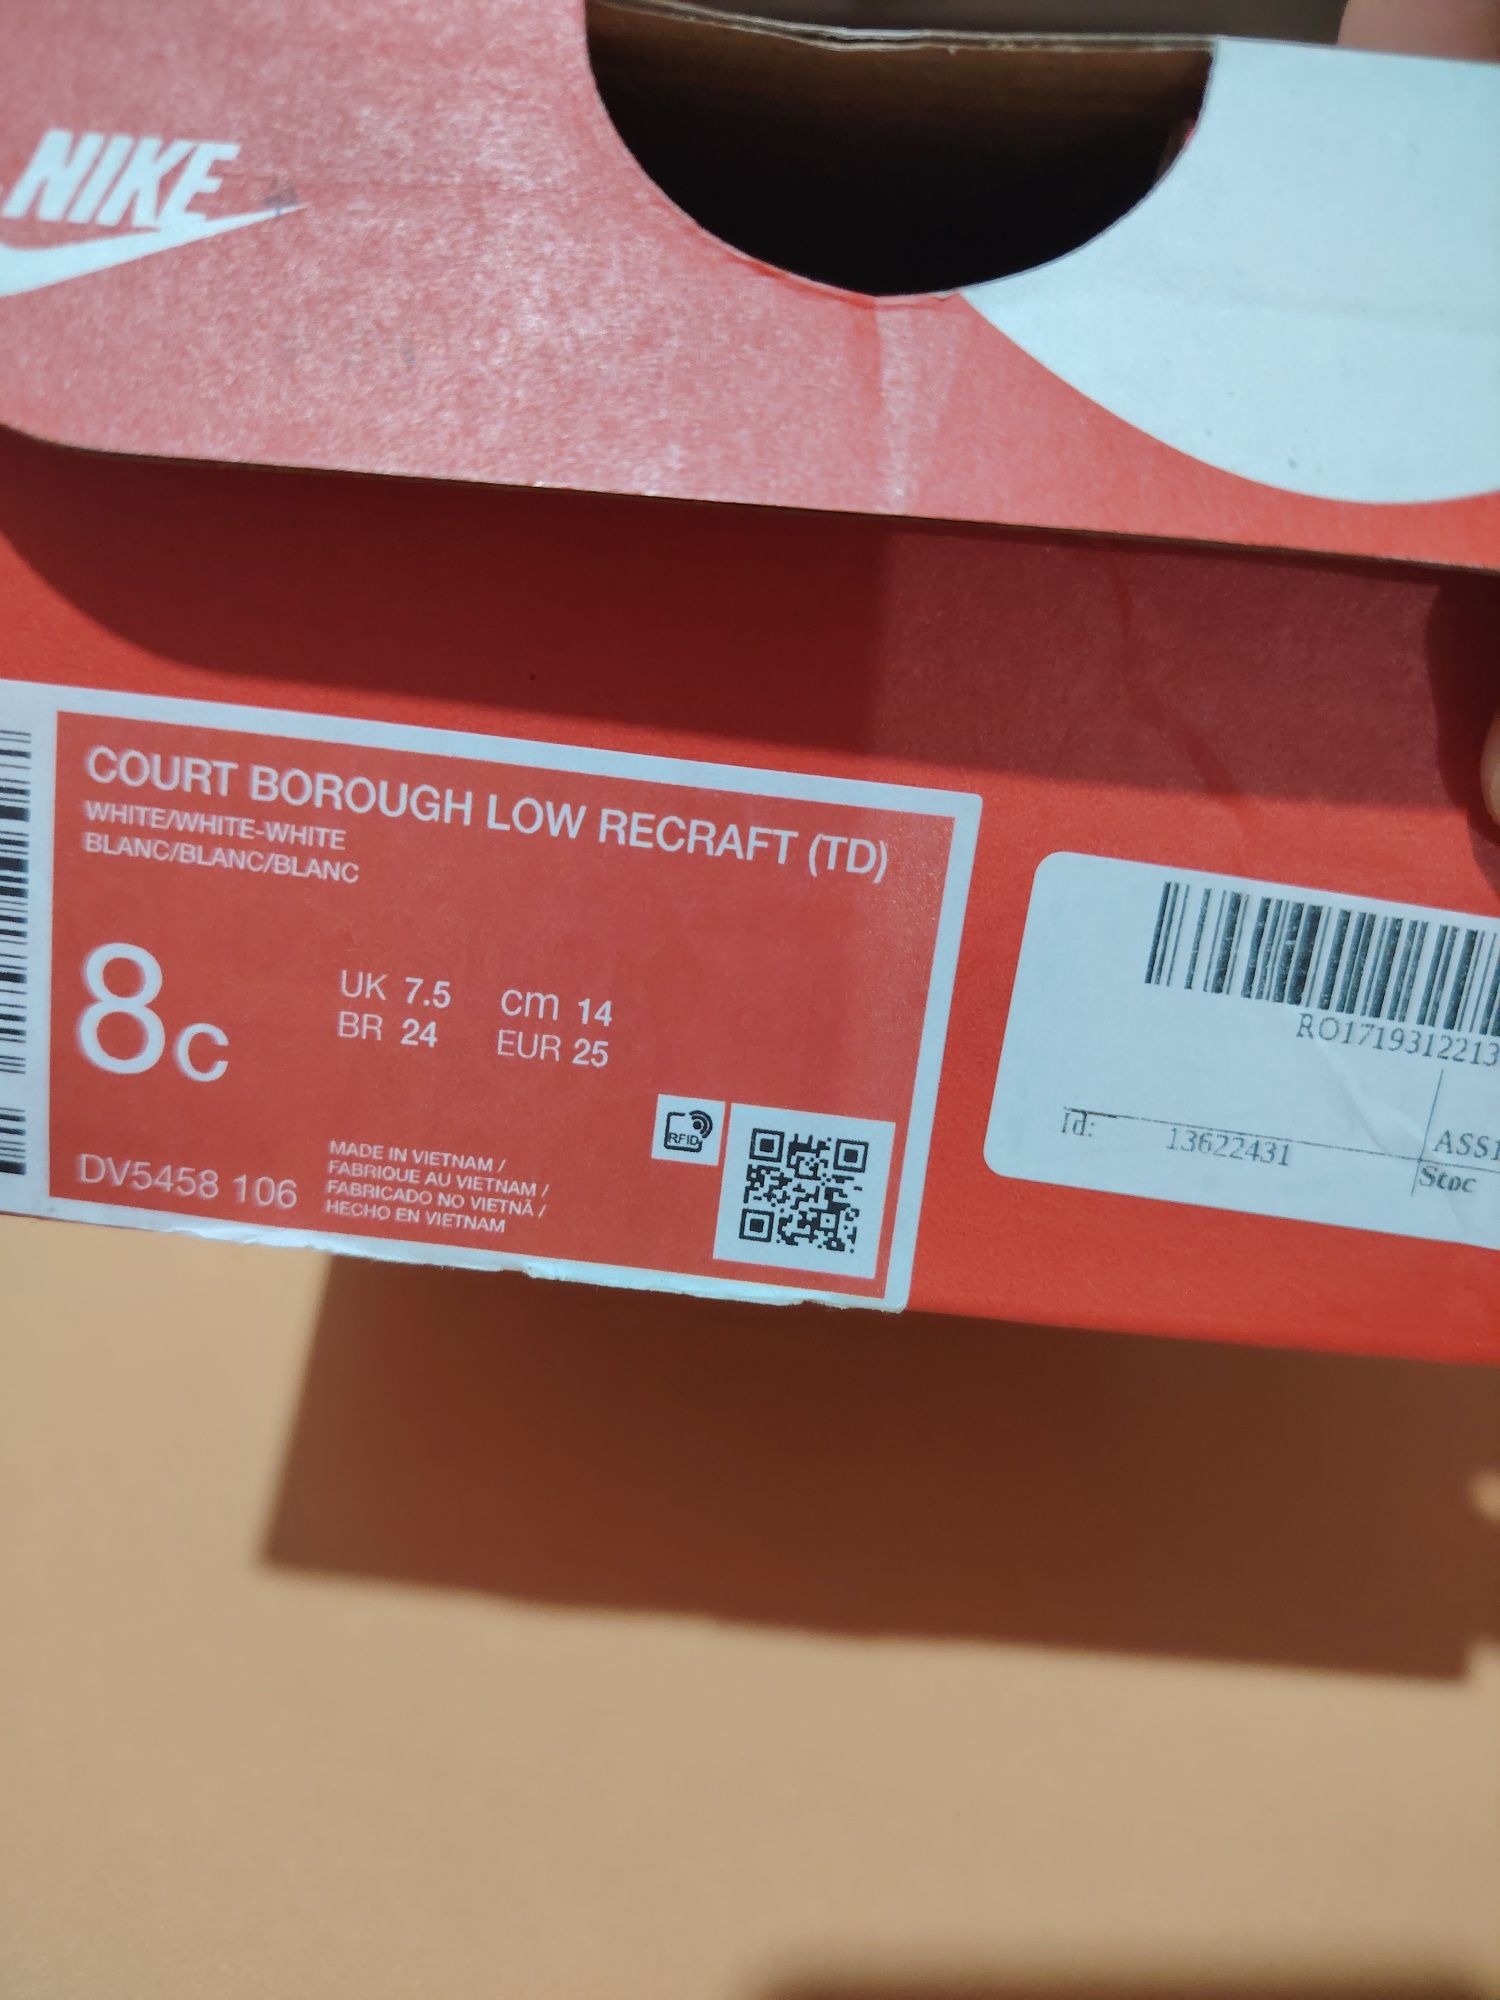 NIKE
COURT BOROUGH LOW RECRAFT (TD)
WHITE/WHITE-WHITE
BLANC/BLANC/BLANC
8C
UK 7.5 cm 14
BR 24 EUR 25
DV5458 106
MADE IN VIETNAM /
FABRIQUE AU VIETNAM /
FABRICADO NO VIETNÃ /
HECHO EN VIETNAM
RFID
RO1719312213
Id: 13622431
ASS1
Stoc